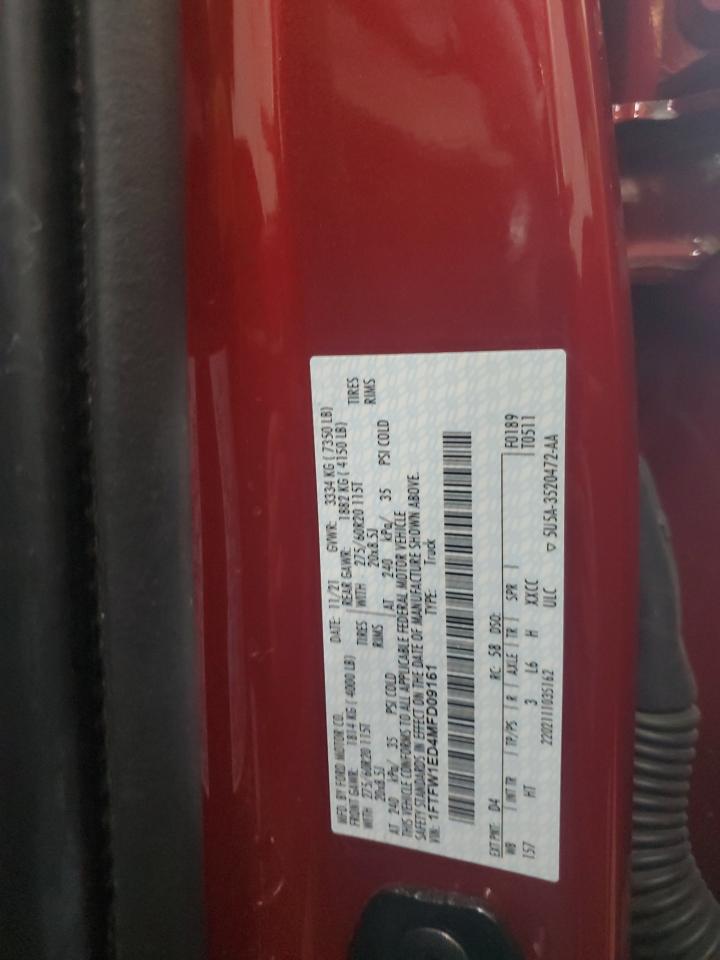 MFD. BY FORD MOTOR CO.
DATE: 11/21 GVWR: 3334 KG ( 7350 LB)
FRONT GAWR: 1814 KG ( 4000 LB) REAR GAWR: 1882 KG ( 4150 LB)
WITH 275/60R20 115T TIRES WITH 275/60R20 115T TIRES
20x8.5J RIMS 20x8.5J RIMS
AT 240 kPa/ 35 PSI COLD AT 240 kPa/ 35 PSI COLD
THIS VEHICLE CONFORMS TO ALL APPLICABLE FEDERAL MOTOR VEHICLE
SAFETY STANDARDS IN EFFECT ON THE DATE OF MANUFACTURE SHOWN ABOVE.
VIN: 1FTFW1ED4MFD09161 TYPE: Truck
EXT PNT: D4 RC: 58 DSO: F0189
WB | INT TR | TP/PS | R | AXLE | TR | SPR | T0511
157 HT 3 L6 H XXCC
22021111035162 ULC ▽ 5U5A-3520472-AA